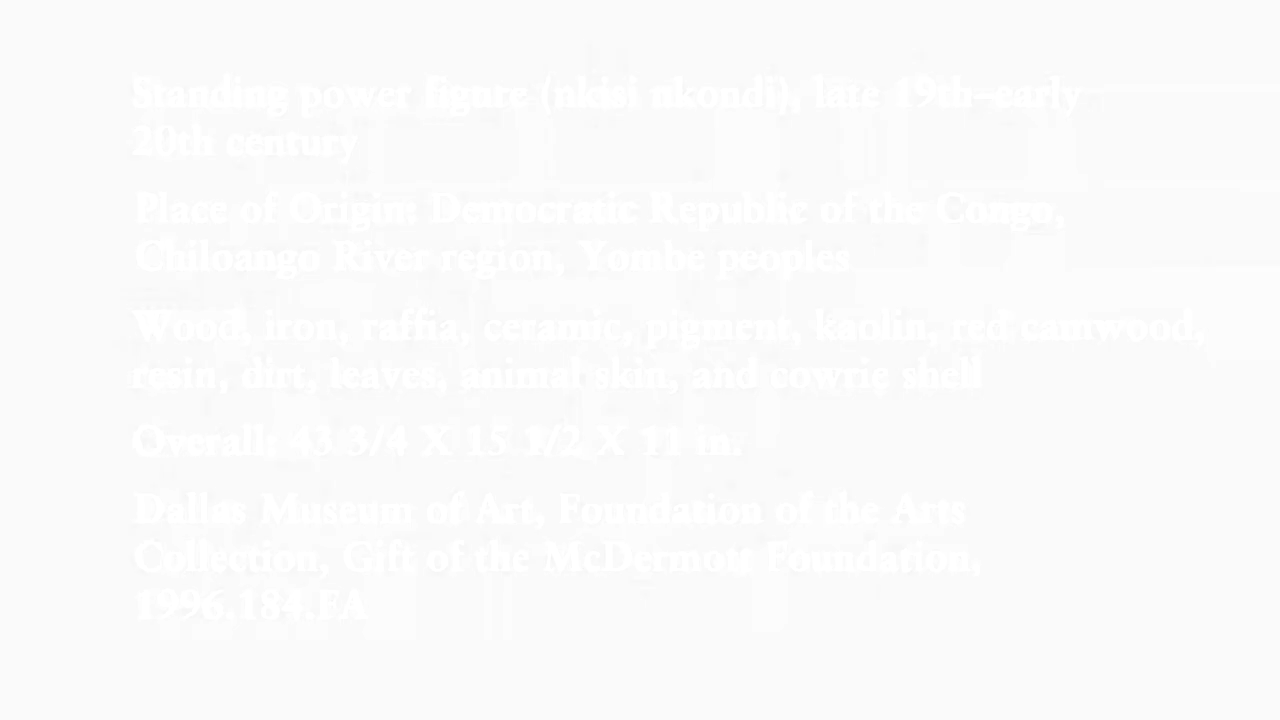 Standing power figure (nkisi nkondi), late 19th–early
20th century
Place of Origin: Democratic Republic of the Congo,
Chiloango River region, Yombe peoples
Wood, iron, raffia, ceramic, pigment, kaolin, red camwood,
resin, dirt, leaves, animal skin, and cowrie shell
Overall: 43 3/4 X 15 1/2 X 11 in.
Dallas Museum of Art, Foundation of the Arts
Collection, Gift of the McDermott Foundation,
1996.184.FA